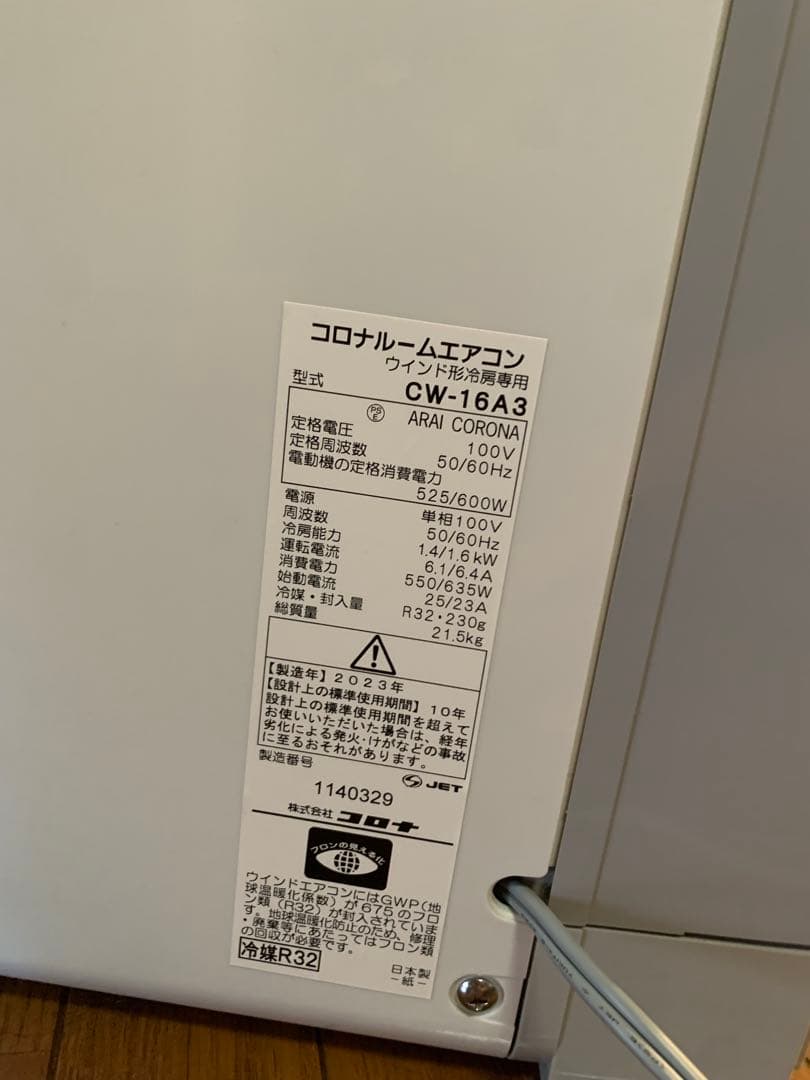 コロナルームエアコン
ウインド形冷房専用
型式 CW-16A3
PSE ARAI CORONA
定格電圧 100V
定格周波数 50/60Hz
電動機の定格消費電力
525/600W
電源 単相100V
周波数 50/60Hz
冷房能力 1.4/1.6kW
運転電流 6.1/6.4A
消費電力 550/635W
始動電流 25/23A
冷媒・封入量 R32・230g
総質量 21.5kg
【製造年】2023年
【設計上の標準使用期間】10年
設計上の標準使用期間を超えて
お使いいただいた場合は、経年
劣化による発火・けがなどの事故
に至るおそれがあります。
製造番号 JET
1140329
株式会社 コロナ
フロンの見える化
ウインドエアコンにはGWP(地
球温暖化係数)が675のフロ
ン類(R32)が封入されていま
す。地球温暖化防止のため、修理
・廃棄等にあたってはフロン類
の回収が必要です。
冷媒R32
日本製
-紙-